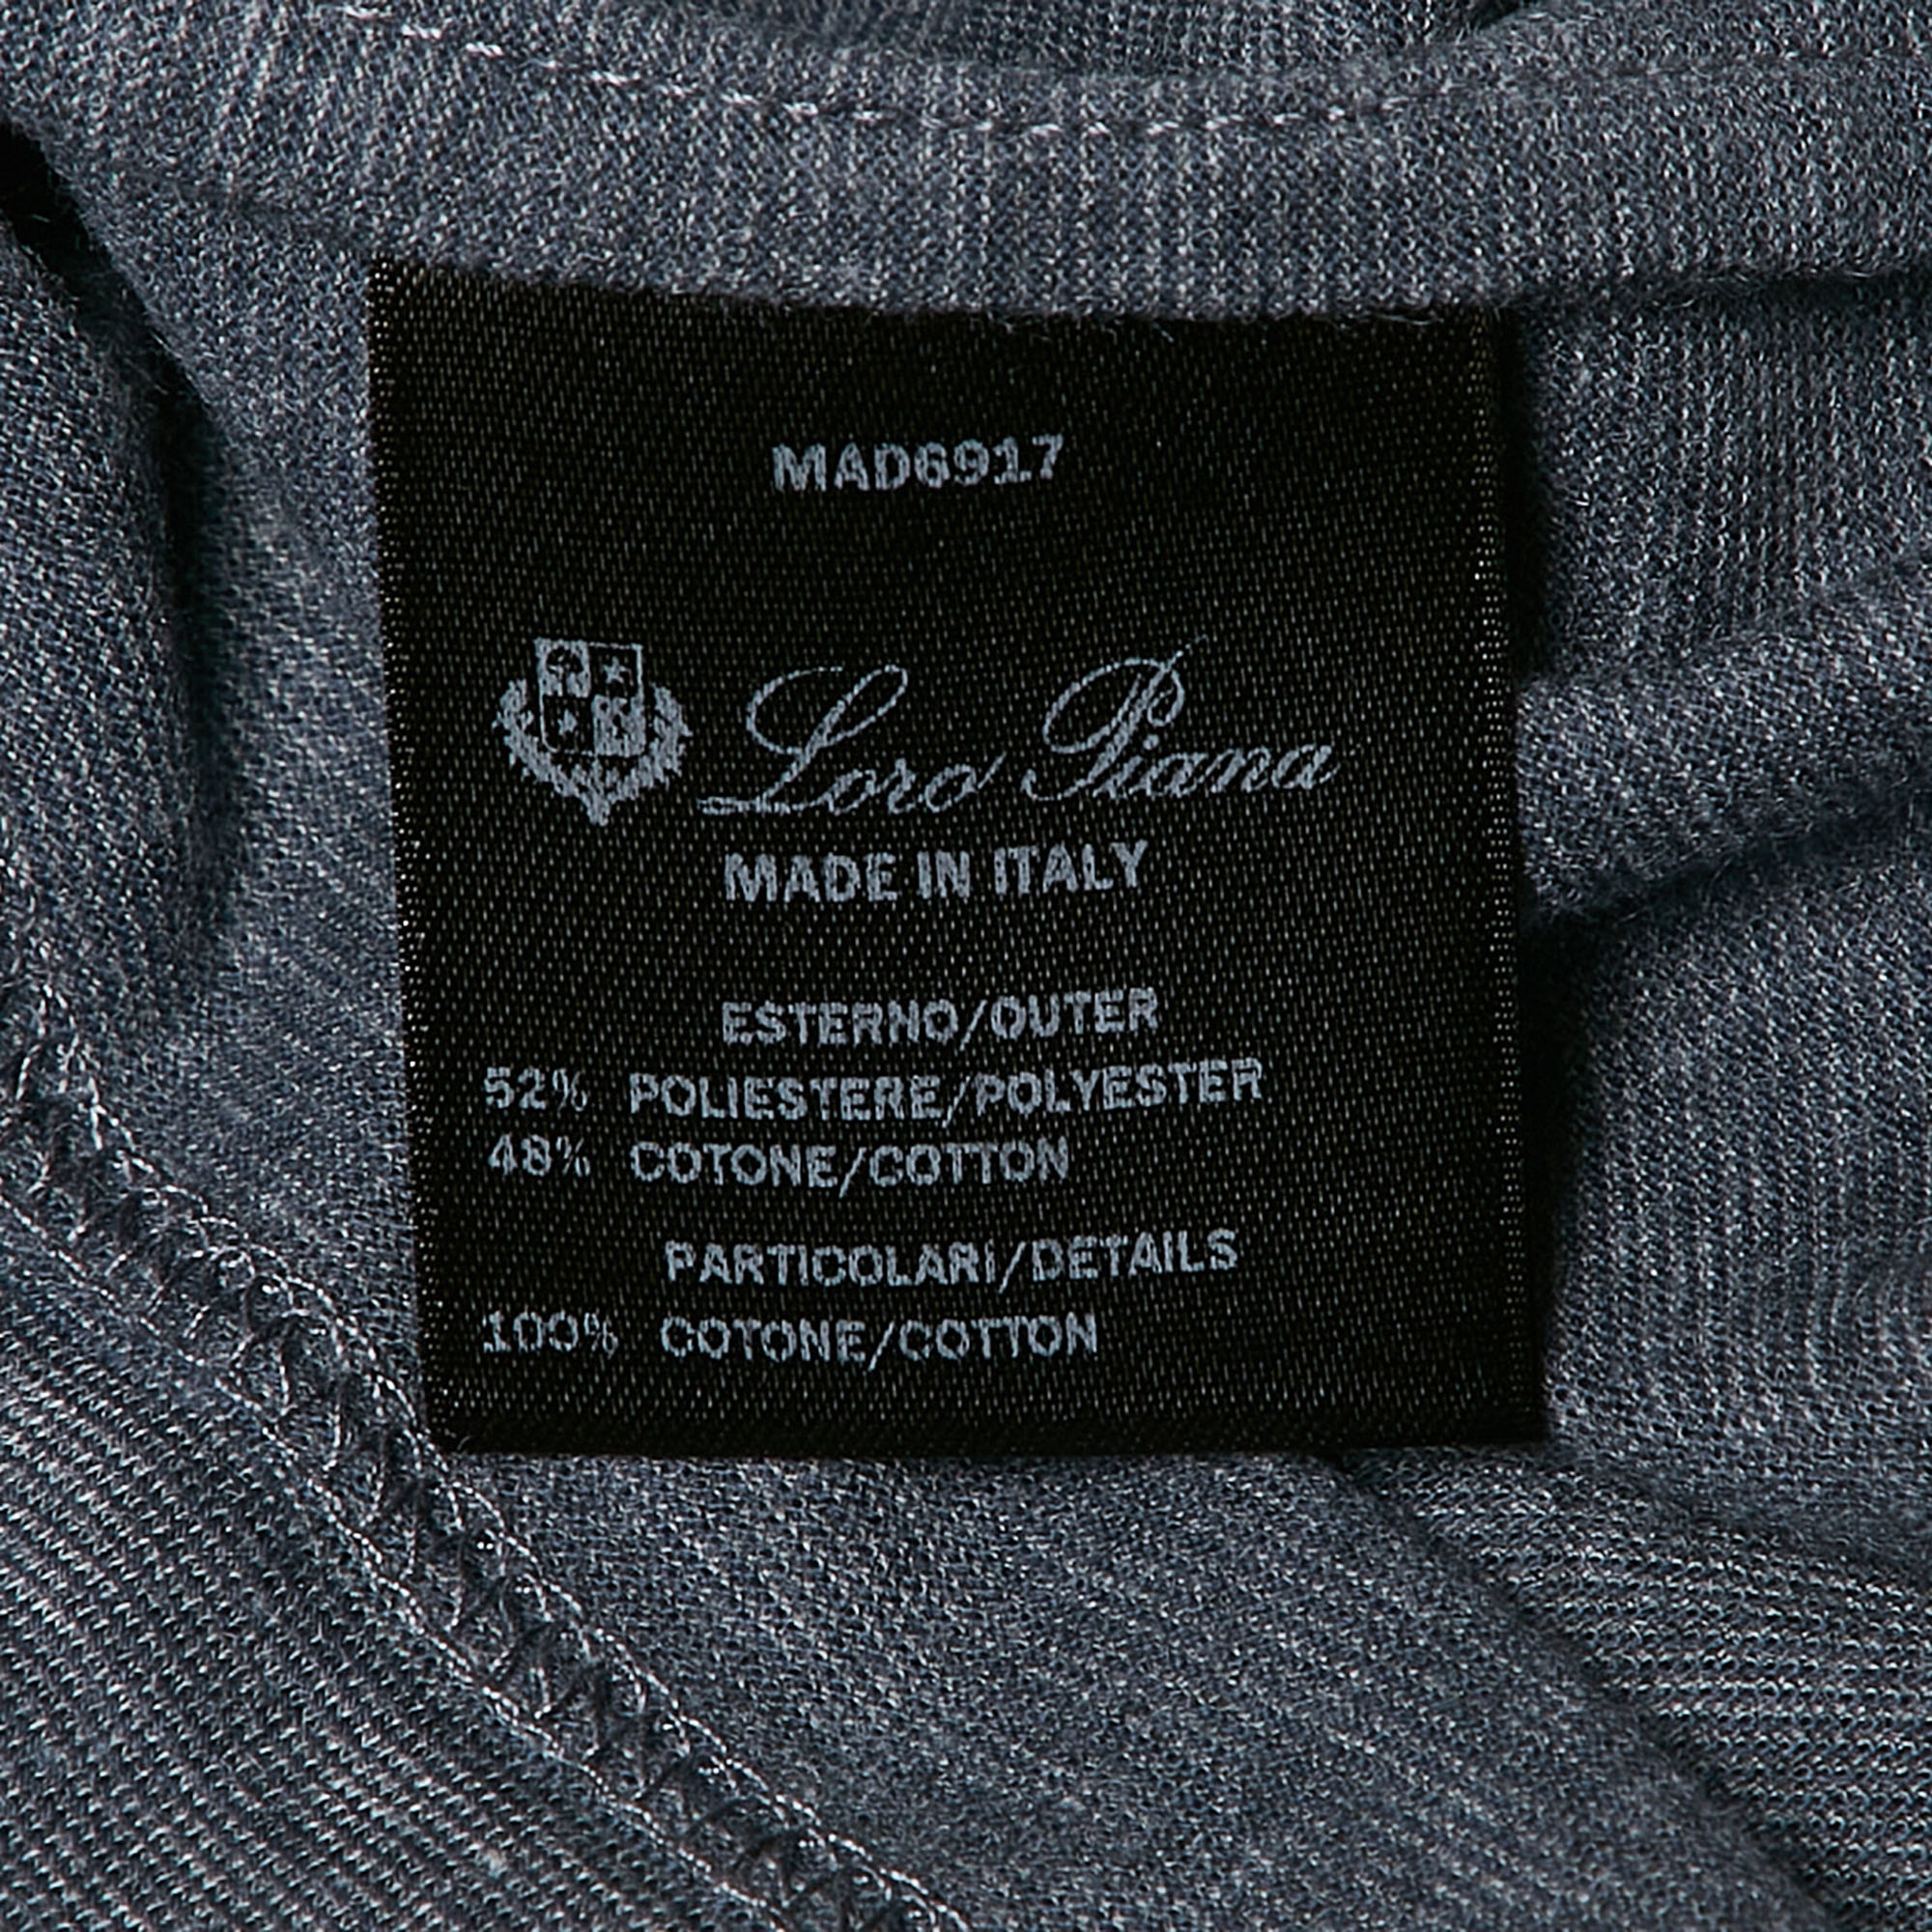 MAD6917
Loro Piana
MADE IN ITALY
ESTERNO/OUTER
52% POLIESTERE/POLYESTER
48% COTONE/COTTON
PARTICOLARI/DETAILS
100% COTONE/COTTON